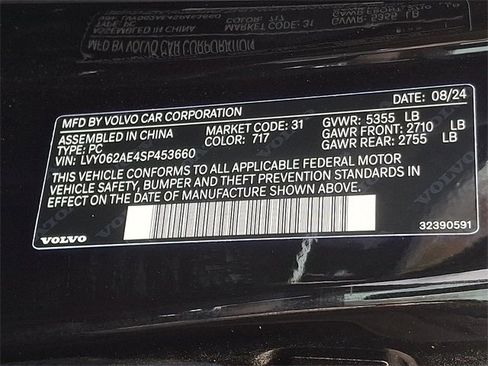 MFD BY VOLVO CAR CORPORATION DATE: 08/24
ASSEMBLED IN CHINA MARKET CODE: 31 GVWR: 5355 LB
TYPE: PC COLOR: 717 GAWR FRONT: 2710 LB
VIN: LVY062AE4SP453660 GAWR REAR: 2755 LB
THIS VEHICLE CONFORMS TO ALL APPLICABLE FEDERAL MOTOR
VEHICLE SAFETY, BUMPER AND THEFT PREVENTION STANDARDS IN
EFFECT ON THE DATE OF MANUFACTURE SHOWN ABOVE.
VOLVO 32390591